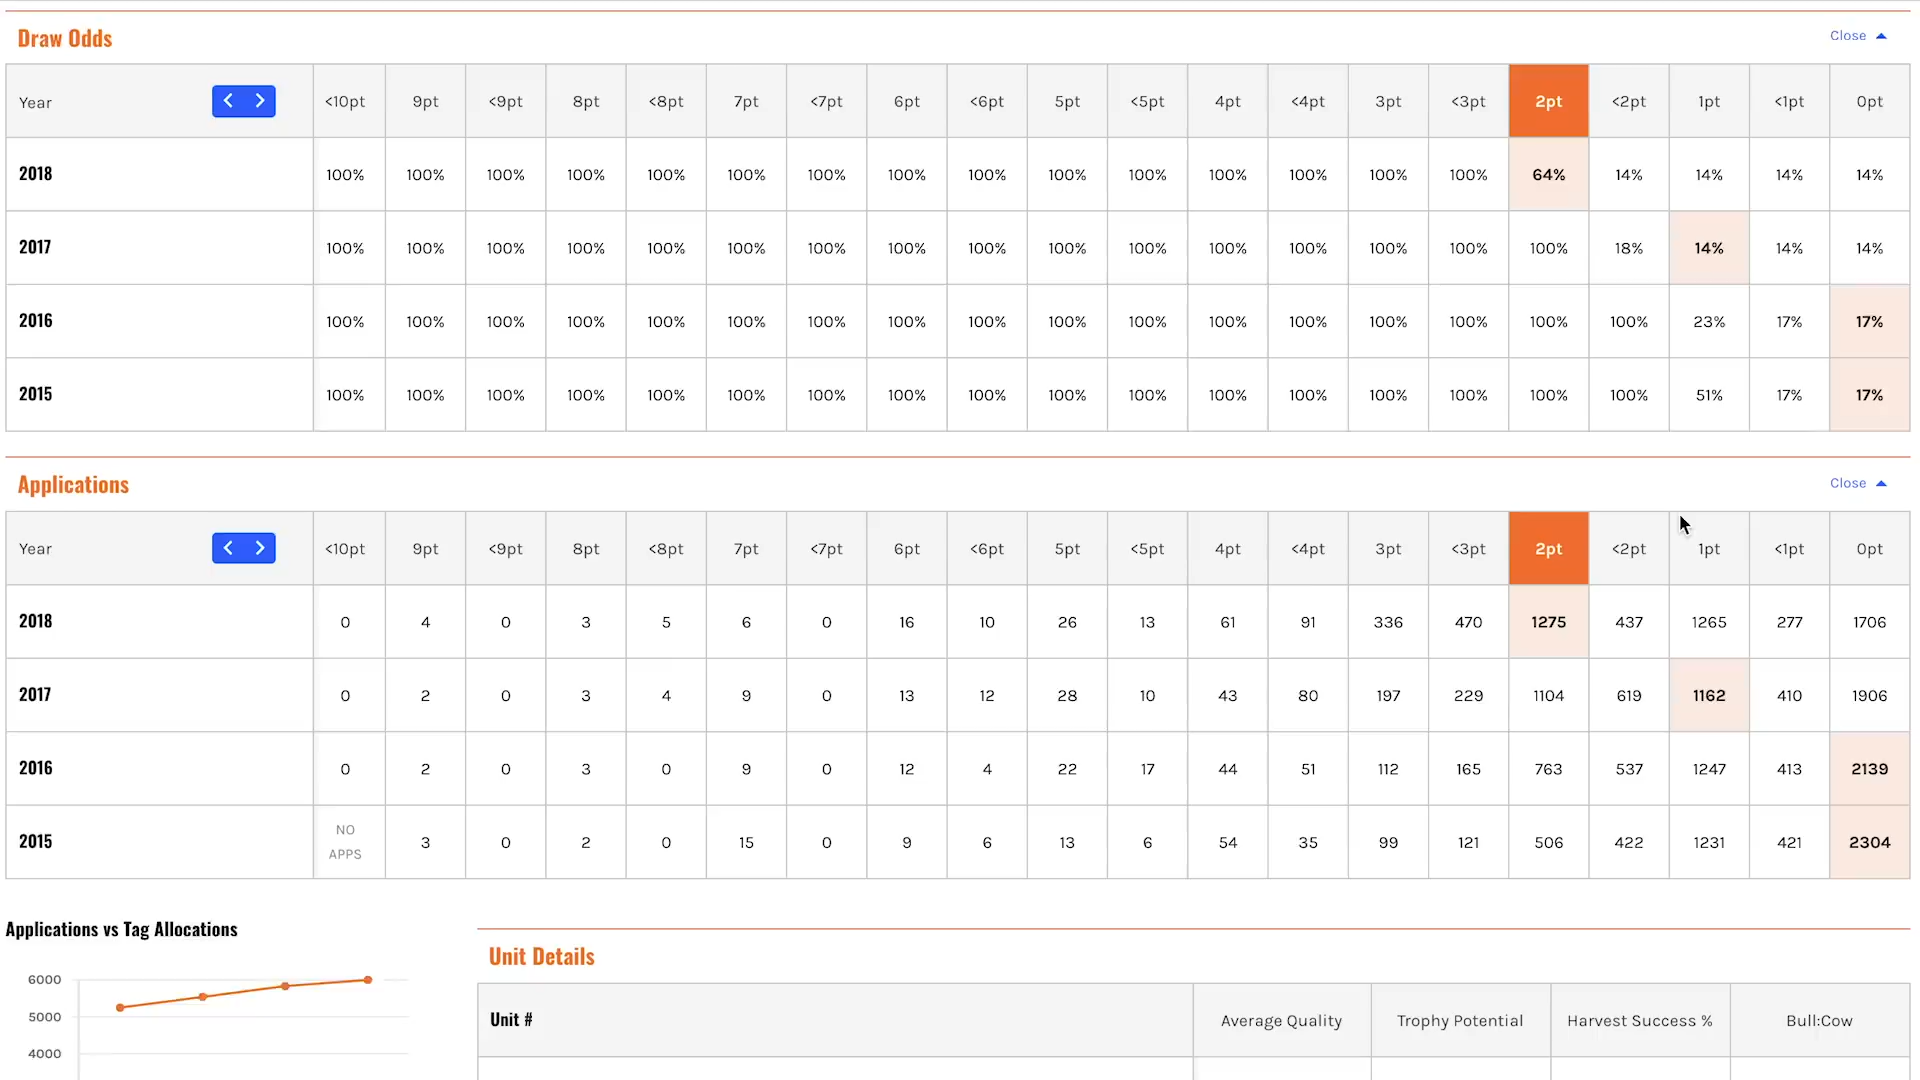 Draw Odds
Close
Year <10pt 9pt <9pt 8pt <8pt 7pt <7pt 6pt <6pt 5pt <5pt 4pt <4pt 3pt <3pt 2pt <2pt 1pt <1pt 0pt
2018 100% 100% 100% 100% 100% 100% 100% 100% 100% 100% 100% 100% 100% 100% 100% 64% 14% 14% 14% 14%
2017 100% 100% 100% 100% 100% 100% 100% 100% 100% 100% 100% 100% 100% 100% 100% 100% 18% 14% 14% 14%
2016 100% 100% 100% 100% 100% 100% 100% 100% 100% 100% 100% 100% 100% 100% 100% 100% 100% 23% 17% 17%
2015 100% 100% 100% 100% 100% 100% 100% 100% 100% 100% 100% 100% 100% 100% 100% 100% 100% 51% 17% 17%
Applications
Close
Year <10pt 9pt <9pt 8pt <8pt 7pt <7pt 6pt <6pt 5pt <5pt 4pt <4pt 3pt <3pt 2pt <2pt 1pt <1pt 0pt
2018 0 4 0 3 5 6 0 16 10 26 13 61 91 336 470 1275 437 1265 277 1706
2017 0 2 0 3 4 9 0 13 12 28 10 43 80 197 229 1104 619 1162 410 1906
2016 0 2 0 3 0 9 0 12 4 22 17 44 51 112 165 763 537 1247 413 2139
2015 NO APPS 3 0 2 0 15 0 9 6 13 6 54 35 99 121 506 422 1231 421 2304
Applications vs Tag Allocations
6000
5000
4000
Unit Details
Unit # Average Quality Trophy Potential Harvest Success % Bull:Cow